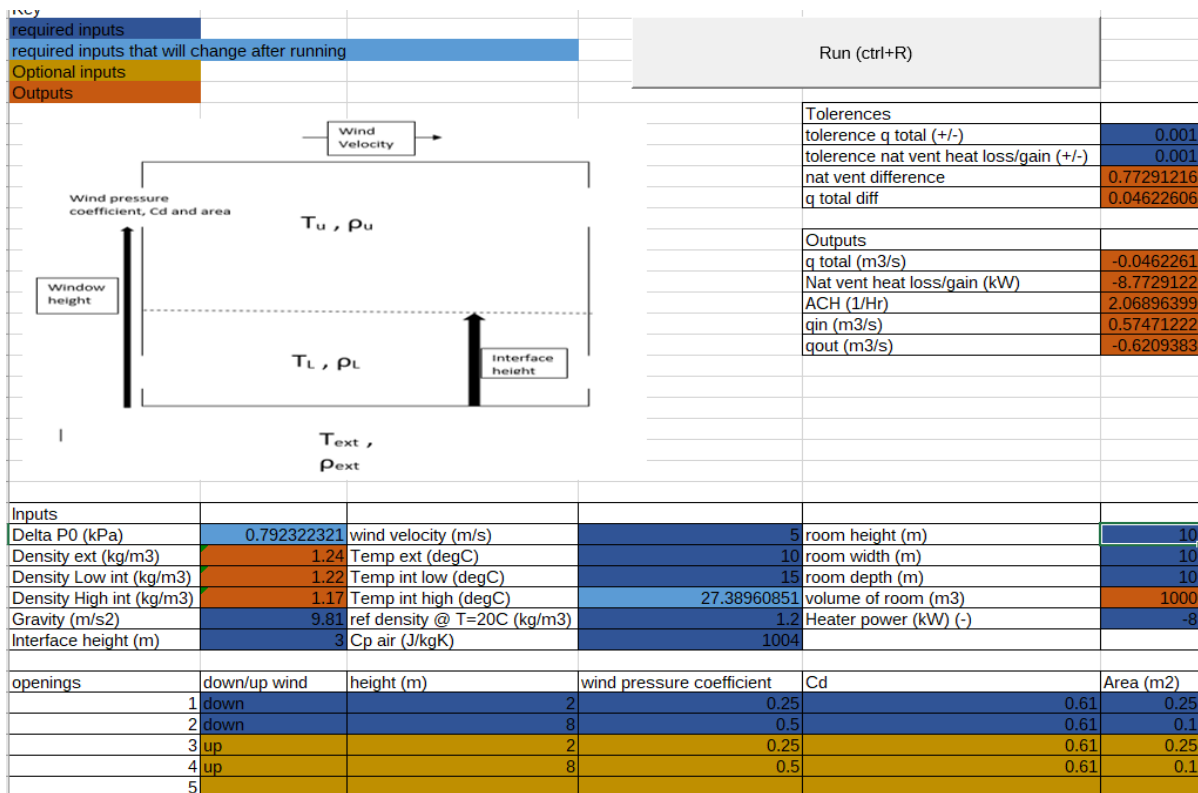 Key
required inputs
required inputs that will change after running
Optional inputs
Outputs
Run (ctrl+R)
Tolerences
tolerence q total (+/-) 0.001
tolerence nat vent heat loss/gain (+/-) 0.001
nat vent difference 0.77291216
q total diff 0.04622606
Outputs
q total (m3/s) -0.0462261
Nat vent heat loss/gain (kW) -8.7729122
ACH (1/Hr) 2.06896399
qin (m3/s) 0.57471222
qout (m3/s) -0.6209383
Wind
Velocity
Wind pressure
coefficient, Cd and area
Tu , ρu
Window
height
TL , ρL
Interface
height
Text ,
ρext
Inputs
Delta P0 (kPa) 0.792322321 wind velocity (m/s) 5 room height (m) 10
Density ext (kg/m3) 1.24 Temp ext (degC) 10 room width (m) 10
Density Low int (kg/m3) 1.22 Temp int low (degC) 15 room depth (m) 10
Density High int (kg/m3) 1.17 Temp int high (degC) 27.38960851 volume of room (m3) 1000
Gravity (m/s2) 9.81 ref density @ T=20C (kg/m3) 1.2 Heater power (kW) (-) -8
Interface height (m) 3 Cp air (J/kgK) 1004
openings down/up wind height (m) wind pressure coefficient Cd Area (m2)
1 down 2 0.25 0.61 0.25
2 down 8 0.5 0.61 0.1
3 up 2 0.25 0.61 0.25
4 up 8 0.5 0.61 0.1
5